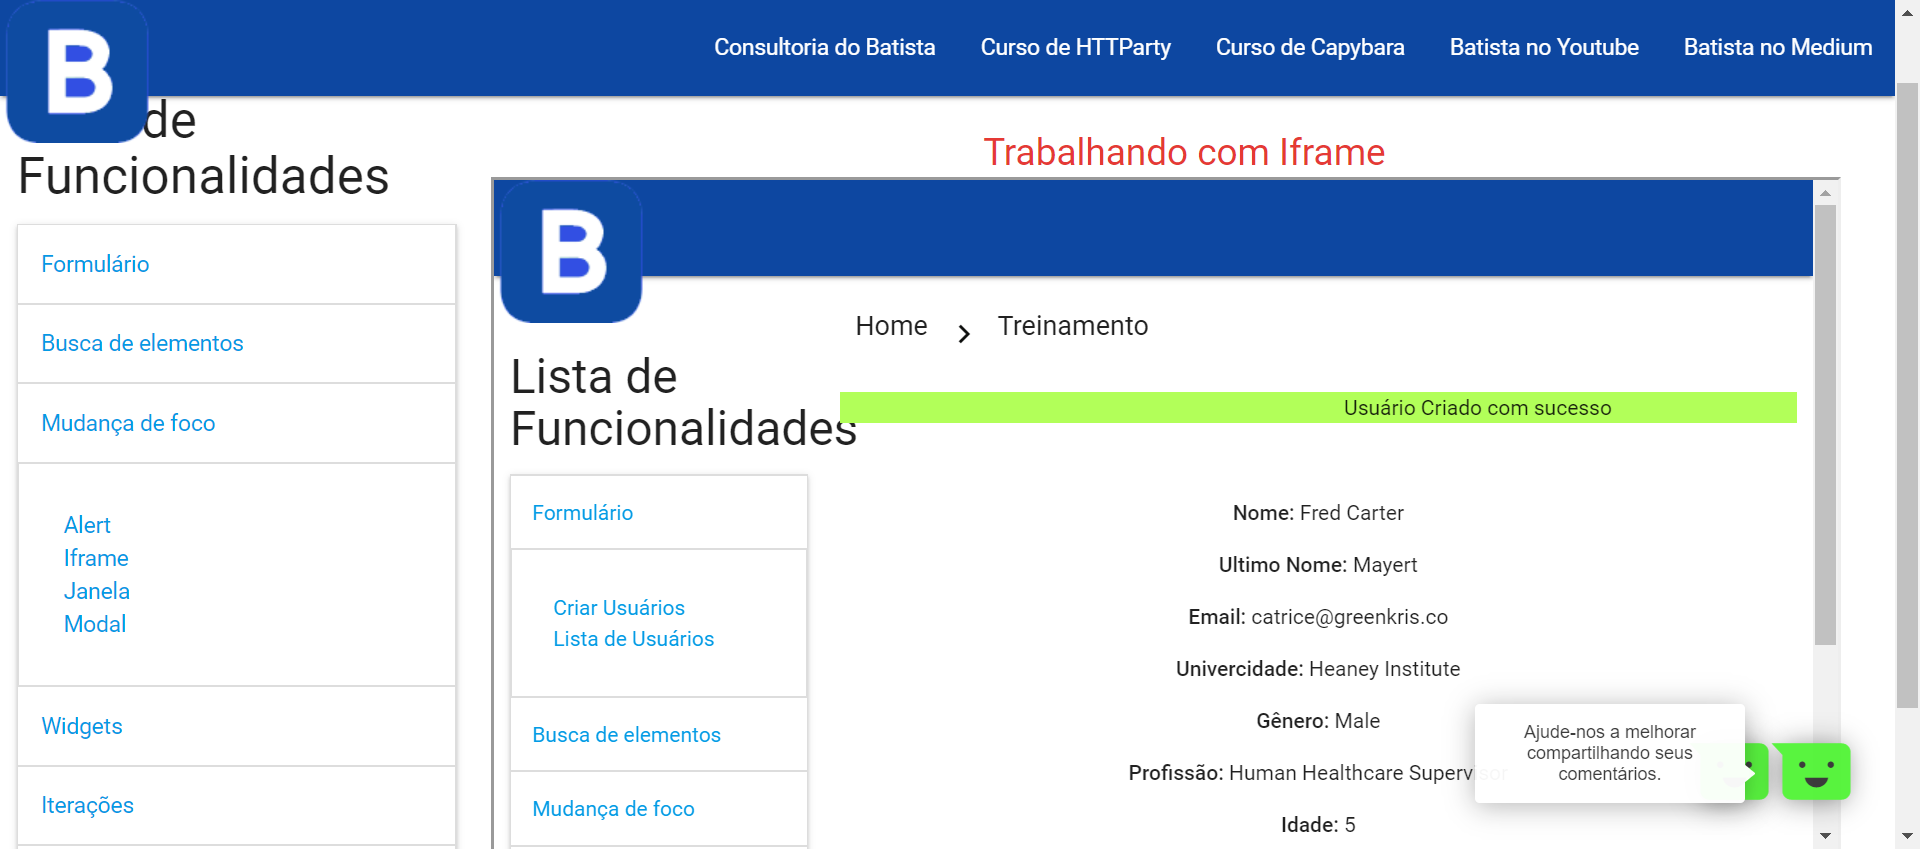 B
Consultoria do Batista
Curso de HTTParty
Curso de Capybara
Batista no Youtube
Batista no Medium
de
Funcionalidades
Formulário
Busca de elementos
Mudança de foco
Alert
Iframe
Janela
Modal
Widgets
Iterações
Trabalhando com Iframe
B
Home
Treinamento
Lista de
Funcionalidades
Usuário Criado com sucesso
Formulário
Criar Usuários
Lista de Usuários
Busca de elementos
Mudança de foco
Nome: Fred Carter
Ultimo Nome: Mayert
Email: catrice@greenkris.co
Univercidade: Heaney Institute
Gênero: Male
Profissão: Human Healthcare Supervisor
Idade: 5
Ajude-nos a melhorar
compartilhando seus
comentários.